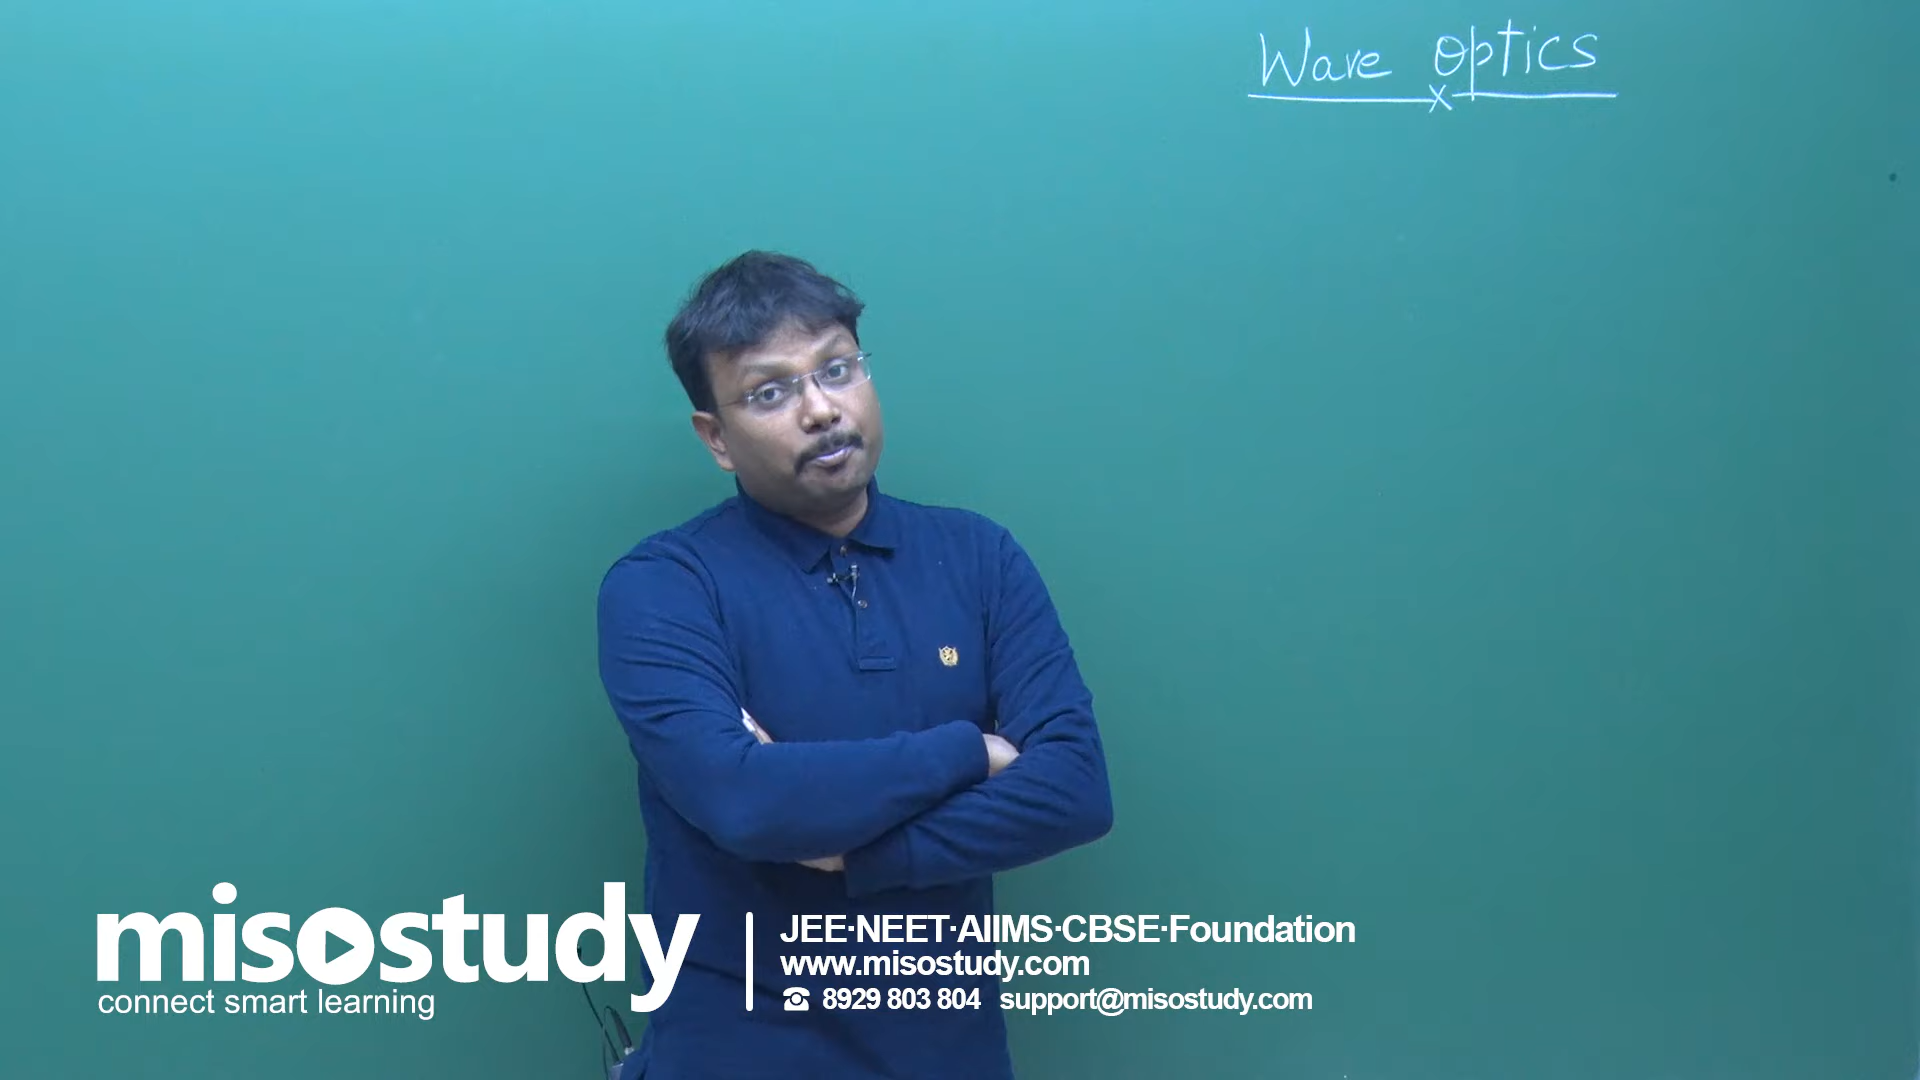 Wave Optics
misostudy
connect smart learning
JEE·NEET·AIIMS·CBSE·Foundation
www.misostudy.com
8929 803 804 support@misostudy.com